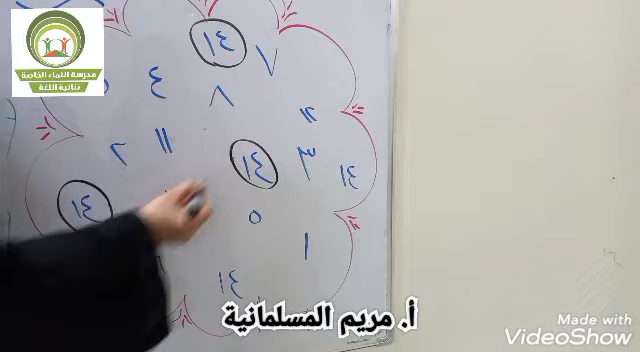 مدرسة النماء الخاصة
ثنائية اللغة
١٤
٧
٤
٨
١٢
١١
٢
١٤
٣
١٤
١٤
٥
١
١٤
أ. مريم المسلمانية
Made with
VideoShow